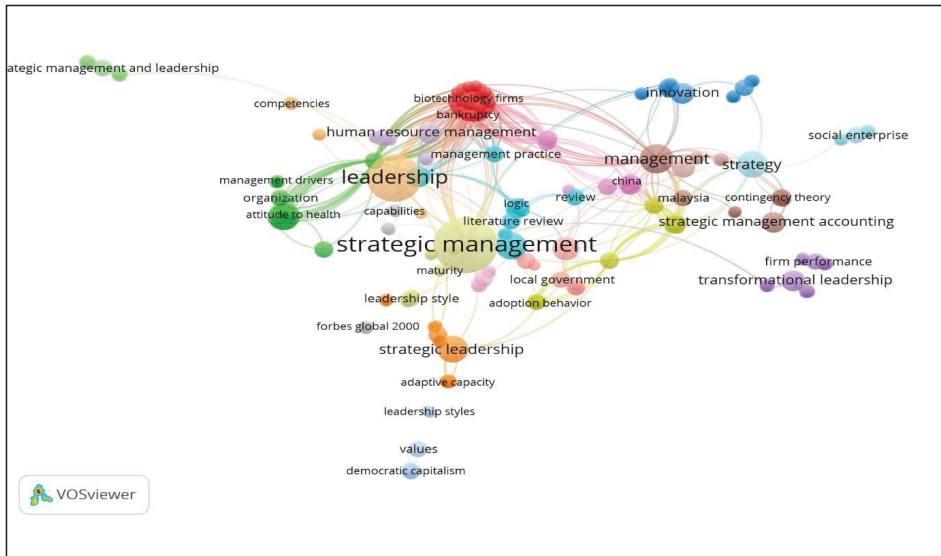 ategic management and leadership
biotechnology firms
innovation
competencies
bankruptcy
human resource management
social enterprise
management practice
management
strategy
leadership
management drivers
china
organization
logic
review
malaysia
contingency theory
attitude to health
capabilities
literature review
strategic management accounting
strategic management
firm performance
maturity
local government
transformational leadership
leadership style
adoption behavior
forbes global 2000
strategic leadership
adaptive capacity
leadership styles
values
democratic capitalism
VOSviewer